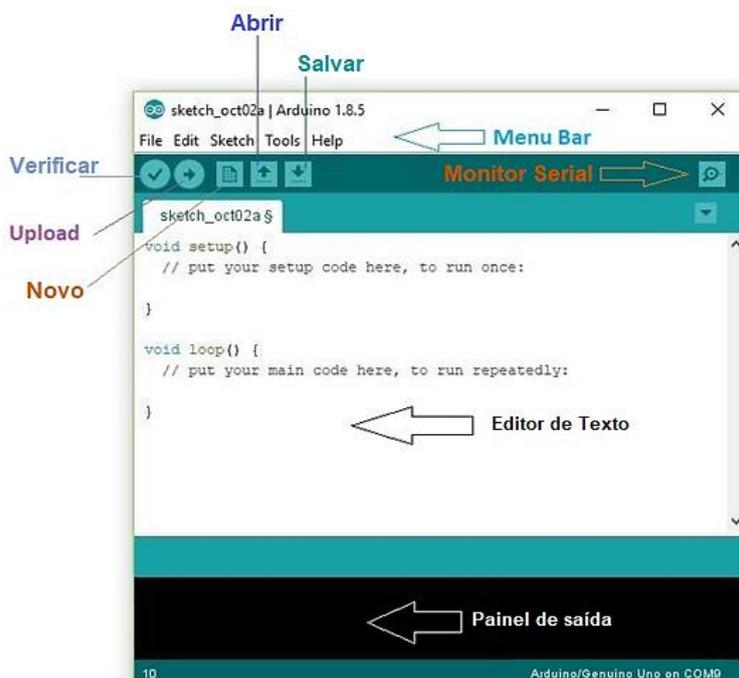 Abrir
Salvar
sketch_oct02a | Arduino 1.8.5
File Edit Sketch Tools Help
Menu Bar
Verificar
Monitor Serial
Upload
sketch_oct02a §
Novo
void setup() {
// put your setup code here, to run once:
}
void loop() {
// put your main code here, to run repeatedly:
}
Editor de Texto
Painel de saída
10
Arduino/Genuino Uno on COM9